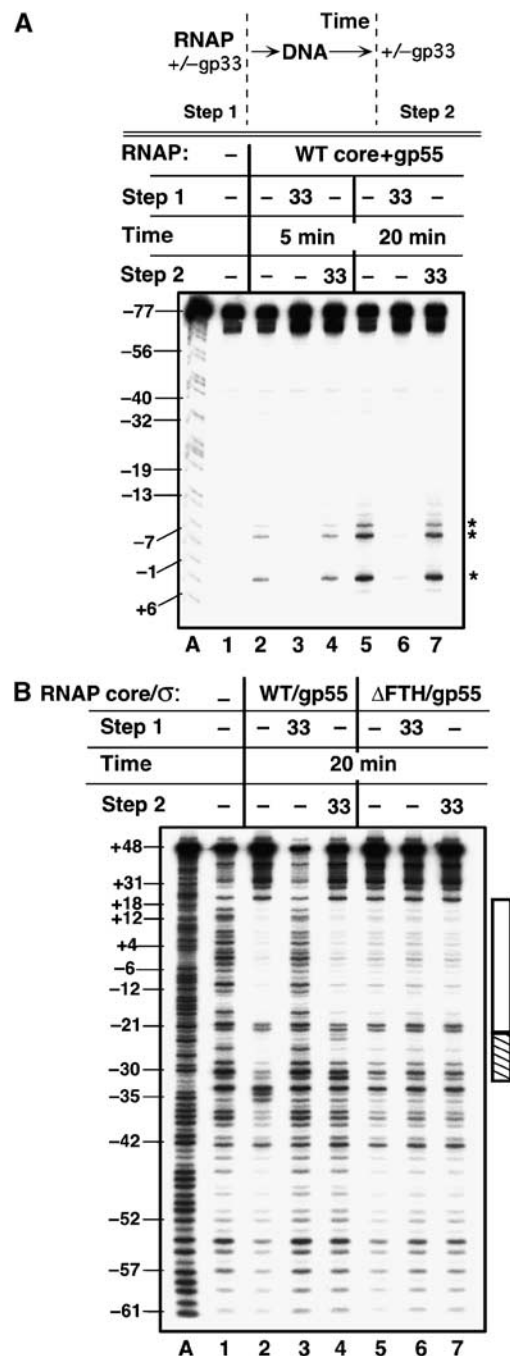 A
Time
RNAP →DNA→ +/–gp33
+/–gp33
Step 1 Step 2
RNAP: – WT core+gp55
Step 1 – – 33 – – 33 –
Time 5 min 20 min
Step 2 – – – 33 – – 33
–77
–56
–40
–32
–19
–13
–7 *
*
–1 *
+6
A 1 2 3 4 5 6 7
B RNAP core/σ: – WT/gp55 ΔFTH/gp55
Step 1 – – 33 – – 33 –
Time 20 min
Step 2 – – – 33 – – 33
+48
+31
+18
+12
+4
–6
–12
–21
–30
–35
–42
–52
–57
–61
A 1 2 3 4 5 6 7